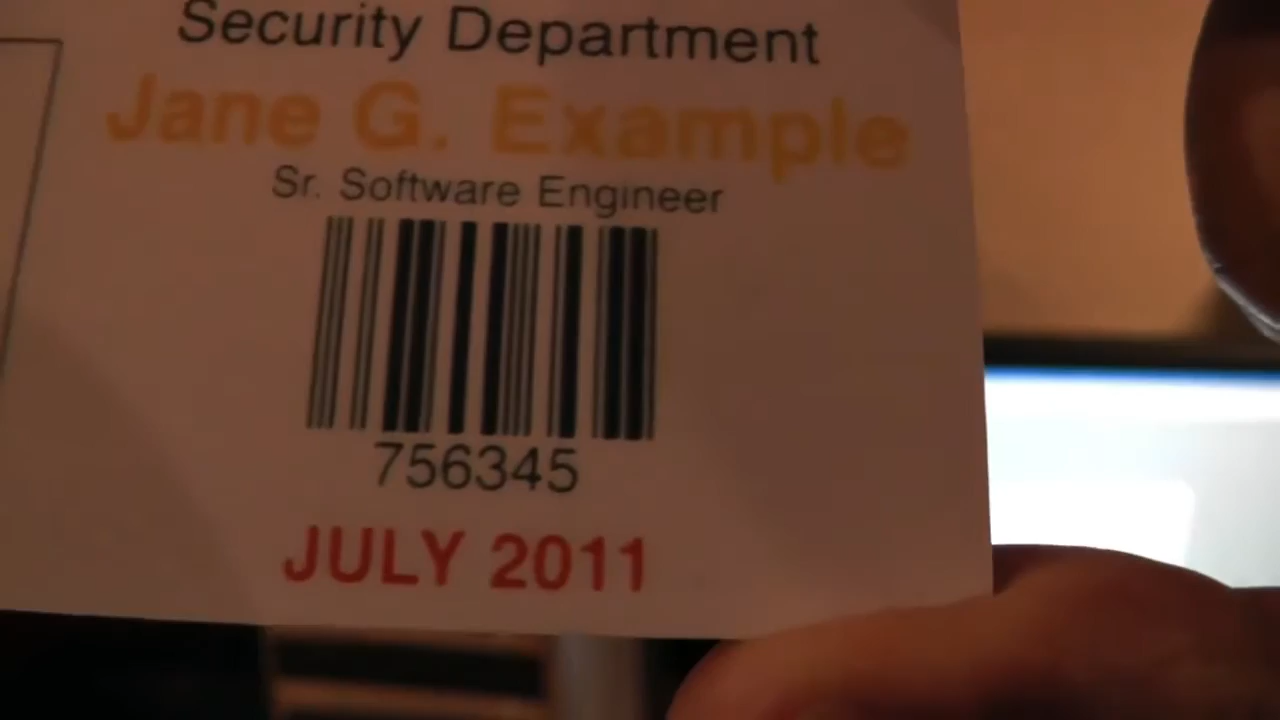 Security Department
Jane G. Example
Sr. Software Engineer
756345
JULY 2011